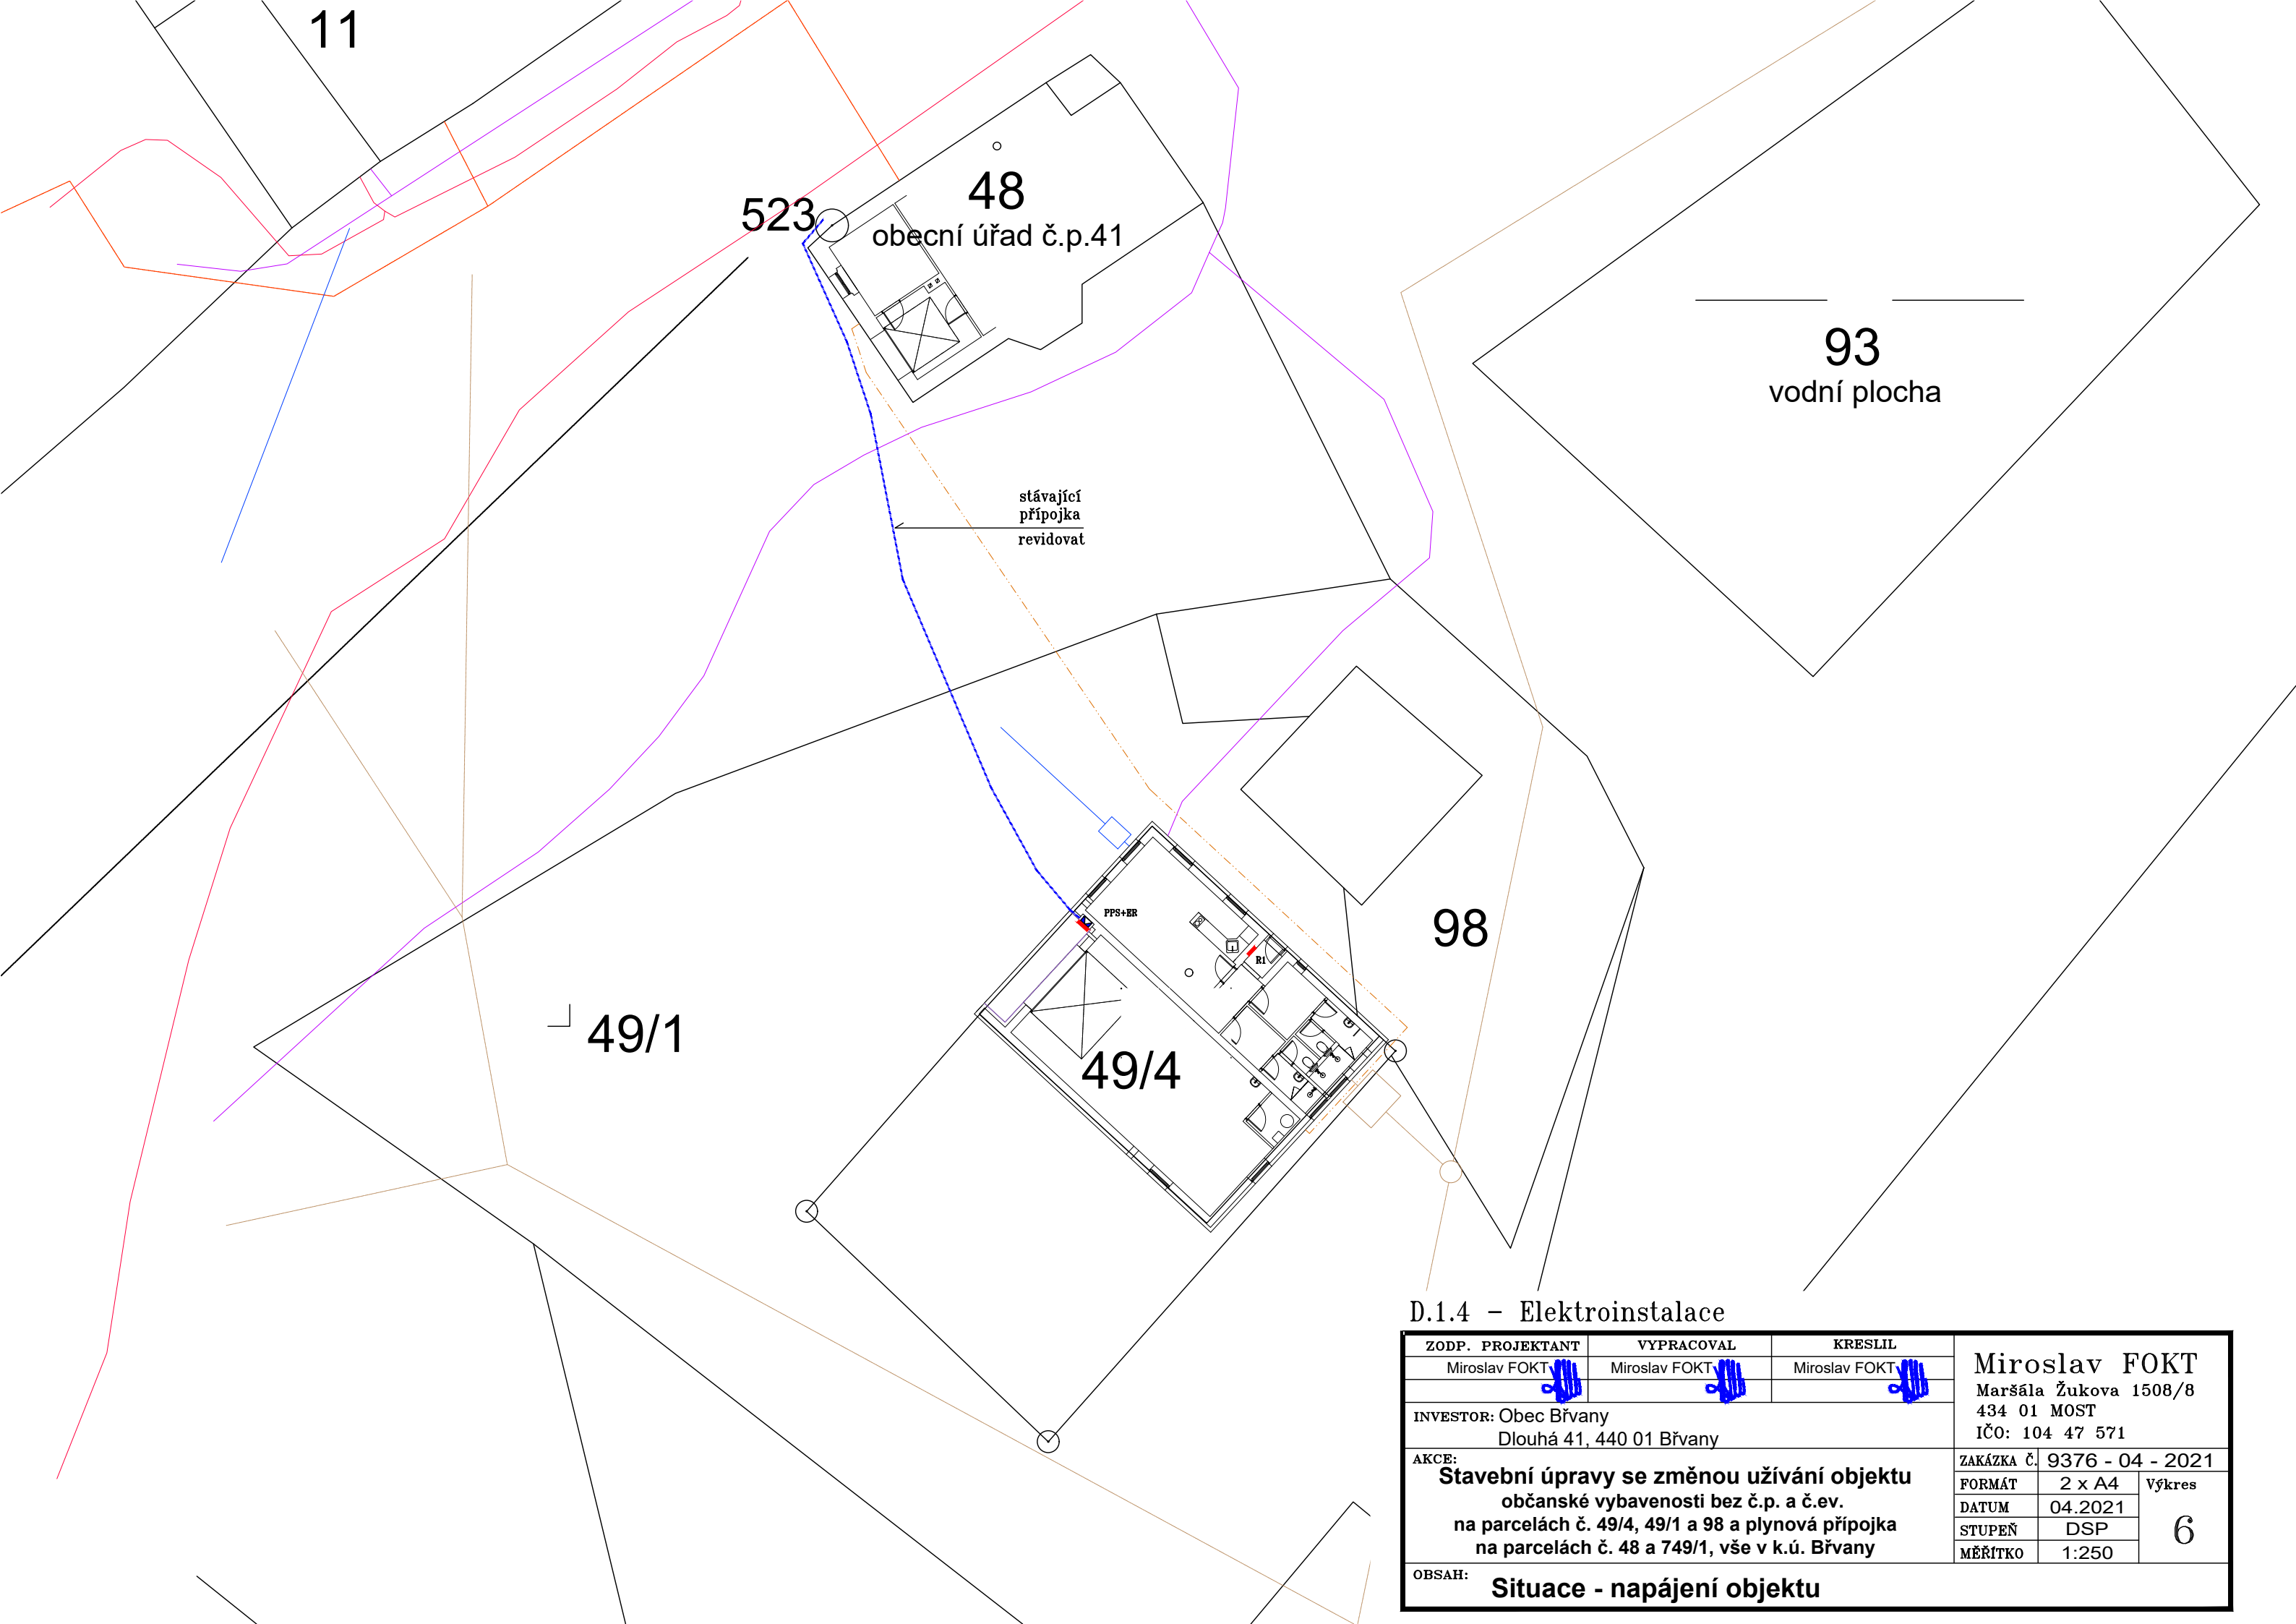 11
523
48
obecní úřad č.p.41
93
vodní plocha
stávající
přípojka
revidovat
PPS+ER
R1
98
49/1
49/4
D.1.4 - Elektroinstalace
ZODP. PROJEKTANT VYPRACOVAL KRESLIL
Miroslav FOKT Miroslav FOKT Miroslav FOKT
Miroslav FOKT
Maršála Žukova 1508/8
434 01 MOST
IČO: 104 47 571
INVESTOR: Obec Břvany
Dlouhá 41, 440 01 Břvany
AKCE:
Stavební úpravy se změnou užívání objektu
občanské vybavenosti bez č.p. a č.ev.
na parcelách č. 49/4, 49/1 a 98 a plynová přípojka
na parcelách č. 48 a 749/1, vše v k.ú. Břvany
ZAKÁZKA Č. 9376 - 04 - 2021
FORMÁT 2 x A4
DATUM 04.2021
STUPEŇ DSP
MĚŘÍTKO 1:250
Výkres
6
OBSAH: Situace - napájení objektu